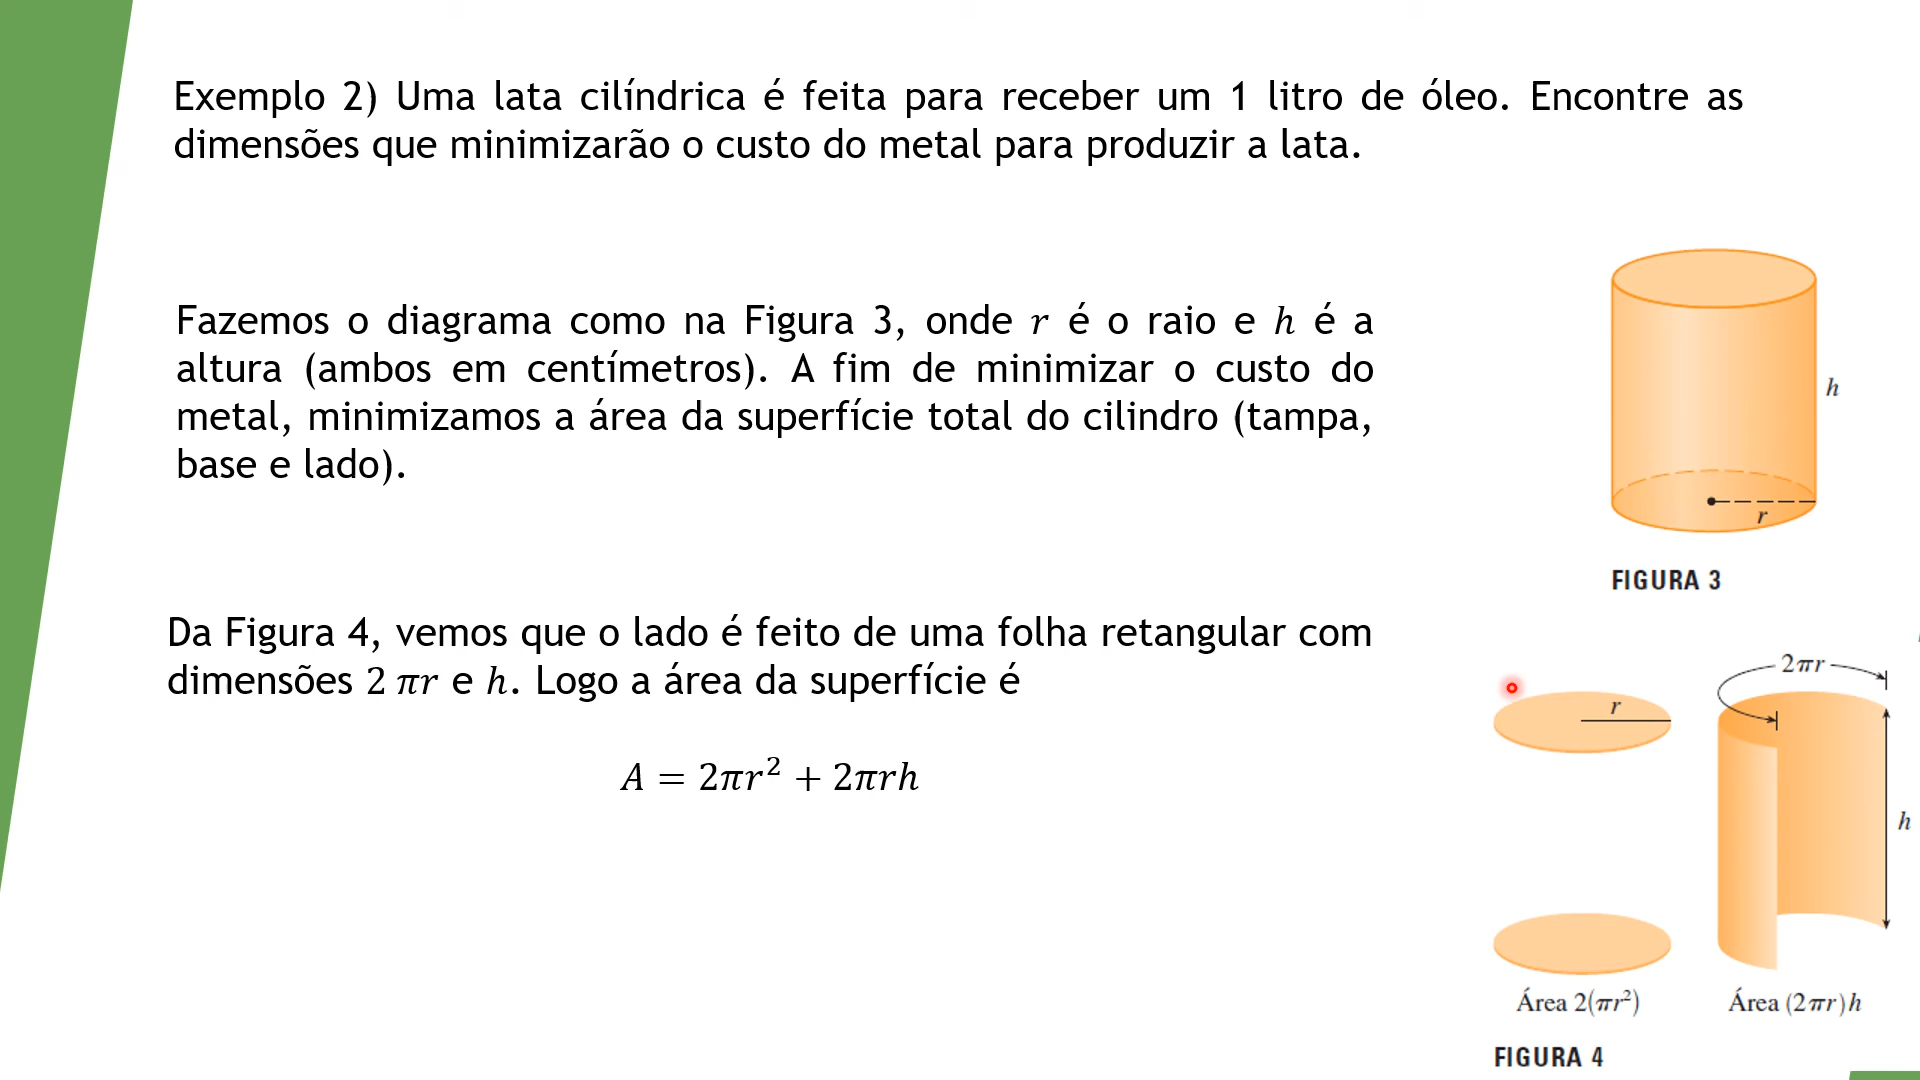 Exemplo 2) Uma lata cilíndrica é feita para receber um 1 litro de óleo. Encontre as
dimensões que minimizarão o custo do metal para produzir a lata.
Fazemos o diagrama como na Figura 3, onde r é o raio e h é a
altura (ambos em centímetros). A fim de minimizar o custo do
metal, minimizamos a área da superfície total do cilindro (tampa,
base e lado).
h
r
FIGURA 3
Da Figura 4, vemos que o lado é feito de uma folha retangular com
dimensões 2 πr e h. Logo a área da superfície é
A = 2πr² + 2πrh
2πr
r
h
Área 2(πr²)
Área (2πr)h
FIGURA 4